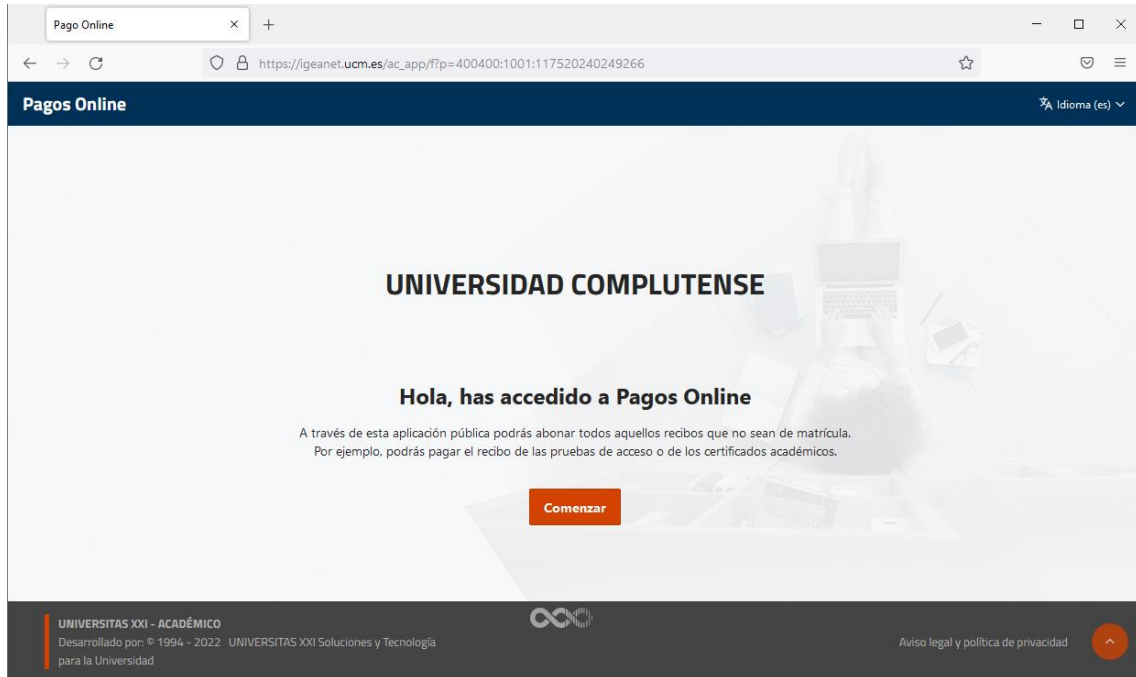 Pago Online
https://igeanet.ucm.es/ac_app/f?p=400400:1001:117520240249266
Pagos Online
Idioma (es)
UNIVERSIDAD COMPLUTENSE
Hola, has accedido a Pagos Online
A través de esta aplicación pública podrás abonar todos aquellos recibos que no sean de matrícula.
Por ejemplo, podrás pagar el recibo de las pruebas de acceso o de los certificados académicos.
Comenzar
UNIVERSITAS XXI - ACADÉMICO
Desarrollado por: © 1994 - 2022 UNIVERSITAS XXI Soluciones y Tecnología
para la Universidad
Aviso legal y política de privacidad